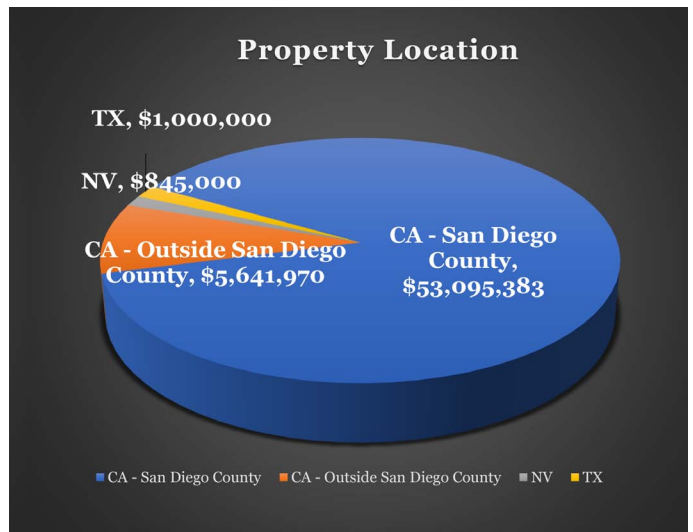 Property Location
TX, $1,000,000
NV, $845,000
CA - Outside San Diego
County, $5,641,970
CA - San Diego
County,
$53,095,383
CA - San Diego County CA - Outside San Diego County NV TX